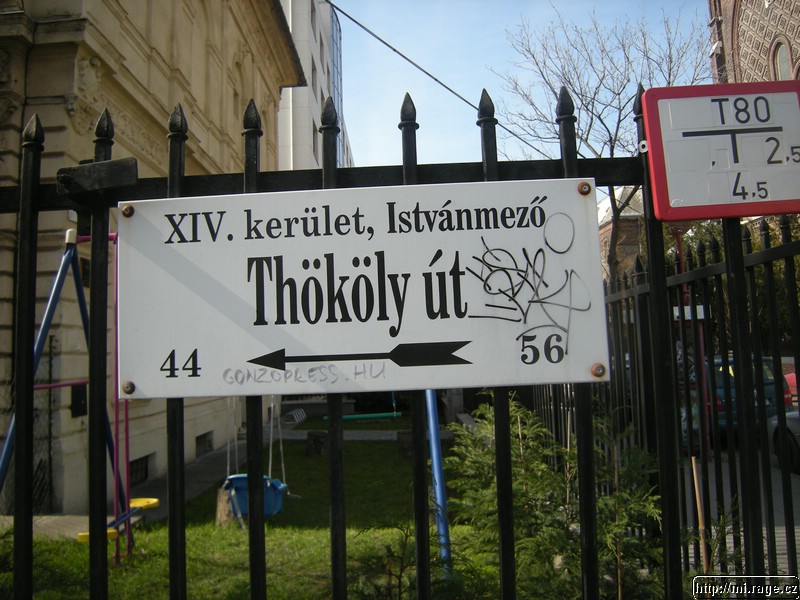 XIV. kerület, Istvánmező
Thököly út
44 56
GONZOPRESS.HU
T80
T 2,5
4,5
http://mi.rage.cz